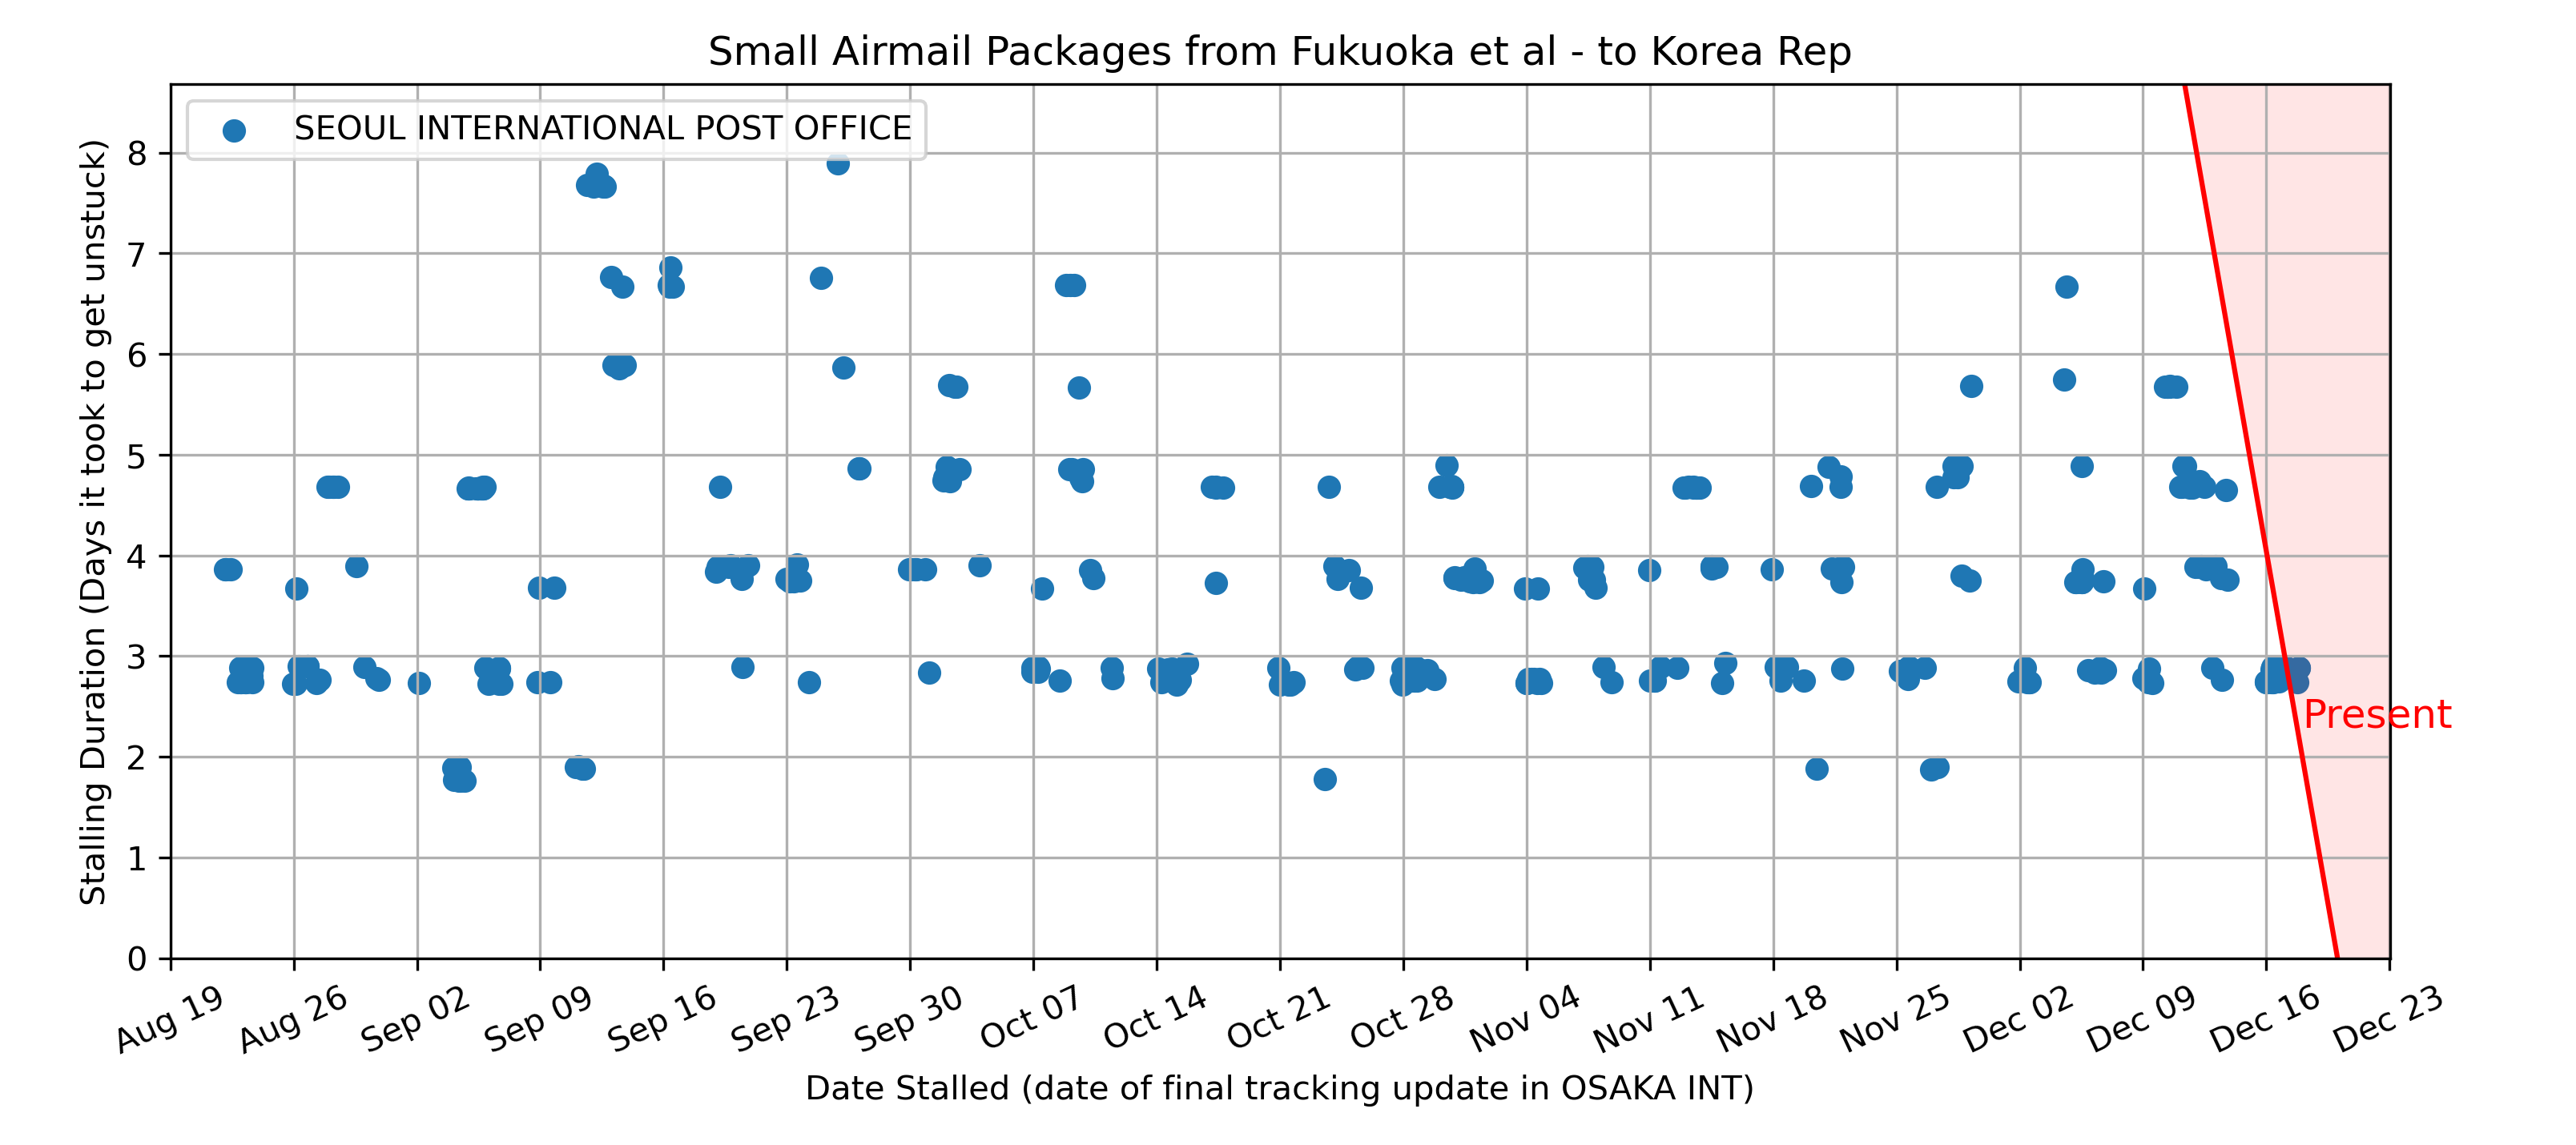 Small Airmail Packages from Fukuoka et al - to Korea Rep
SEOUL INTERNATIONAL POST OFFICE
Stalling Duration (Days it took to get unstuck)
8
7
6
5
4
3
2
1
0
Present
Aug 19
Aug 26
Sep 02
Sep 09
Sep 16
Sep 23
Sep 30
Oct 07
Oct 14
Oct 21
Oct 28
Nov 04
Nov 11
Nov 18
Nov 25
Dec 02
Dec 09
Dec 16
Dec 23
Date Stalled (date of final tracking update in OSAKA INT)